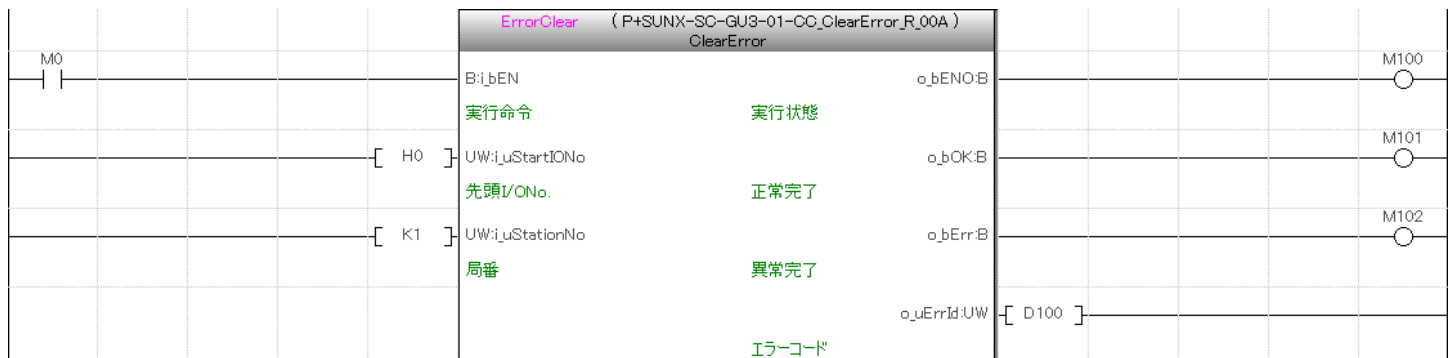 ErrorClear (P+SUNX-SC-GU3-01-CC_ClearError_R_00A)
ClearError
M0 B:i_bEN o_bENO:B M100
実行命令 実行状態
H0 UW:i_uStartIONo o_bOK:B M101
先頭I/ONo. 正常完了
K1 UW:i_uStationNo o_bErr:B M102
局番 異常完了
o_uErrId:UW D100
エラーコード